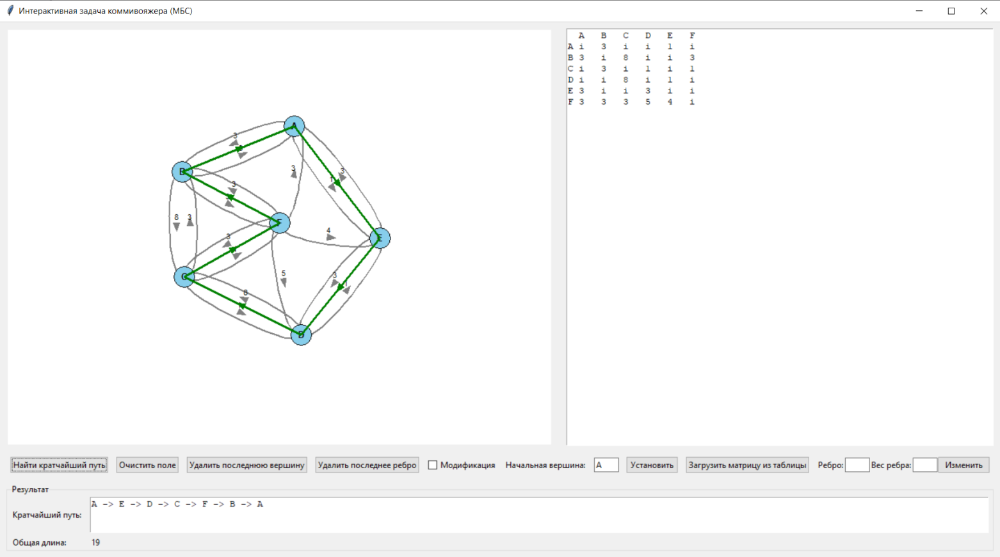 Интерактивная задача коммивояжера (МБС)
A B C D E F
A i 3 i i 1 i
B 3 i 8 i i 3
C i 3 i 1 i 1
D i i 8 i 1 i
E 3 i i 3 i i
F 3 3 3 5 4 i
A
3
B
3
3
1
3
8
3
F
4
E
3
C
5
3
1
8
D
Найти кратчайший путь
Очистить поле
Удалить последнюю вершину
Удалить последнее ребро
Модификация
Начальная вершина:
A
Установить
Загрузить матрицу из таблицы
Ребро:
Вес ребра:
Изменить
Результат
Кратчайший путь:
A -> E -> D -> C -> F -> B -> A
Общая длина:
19